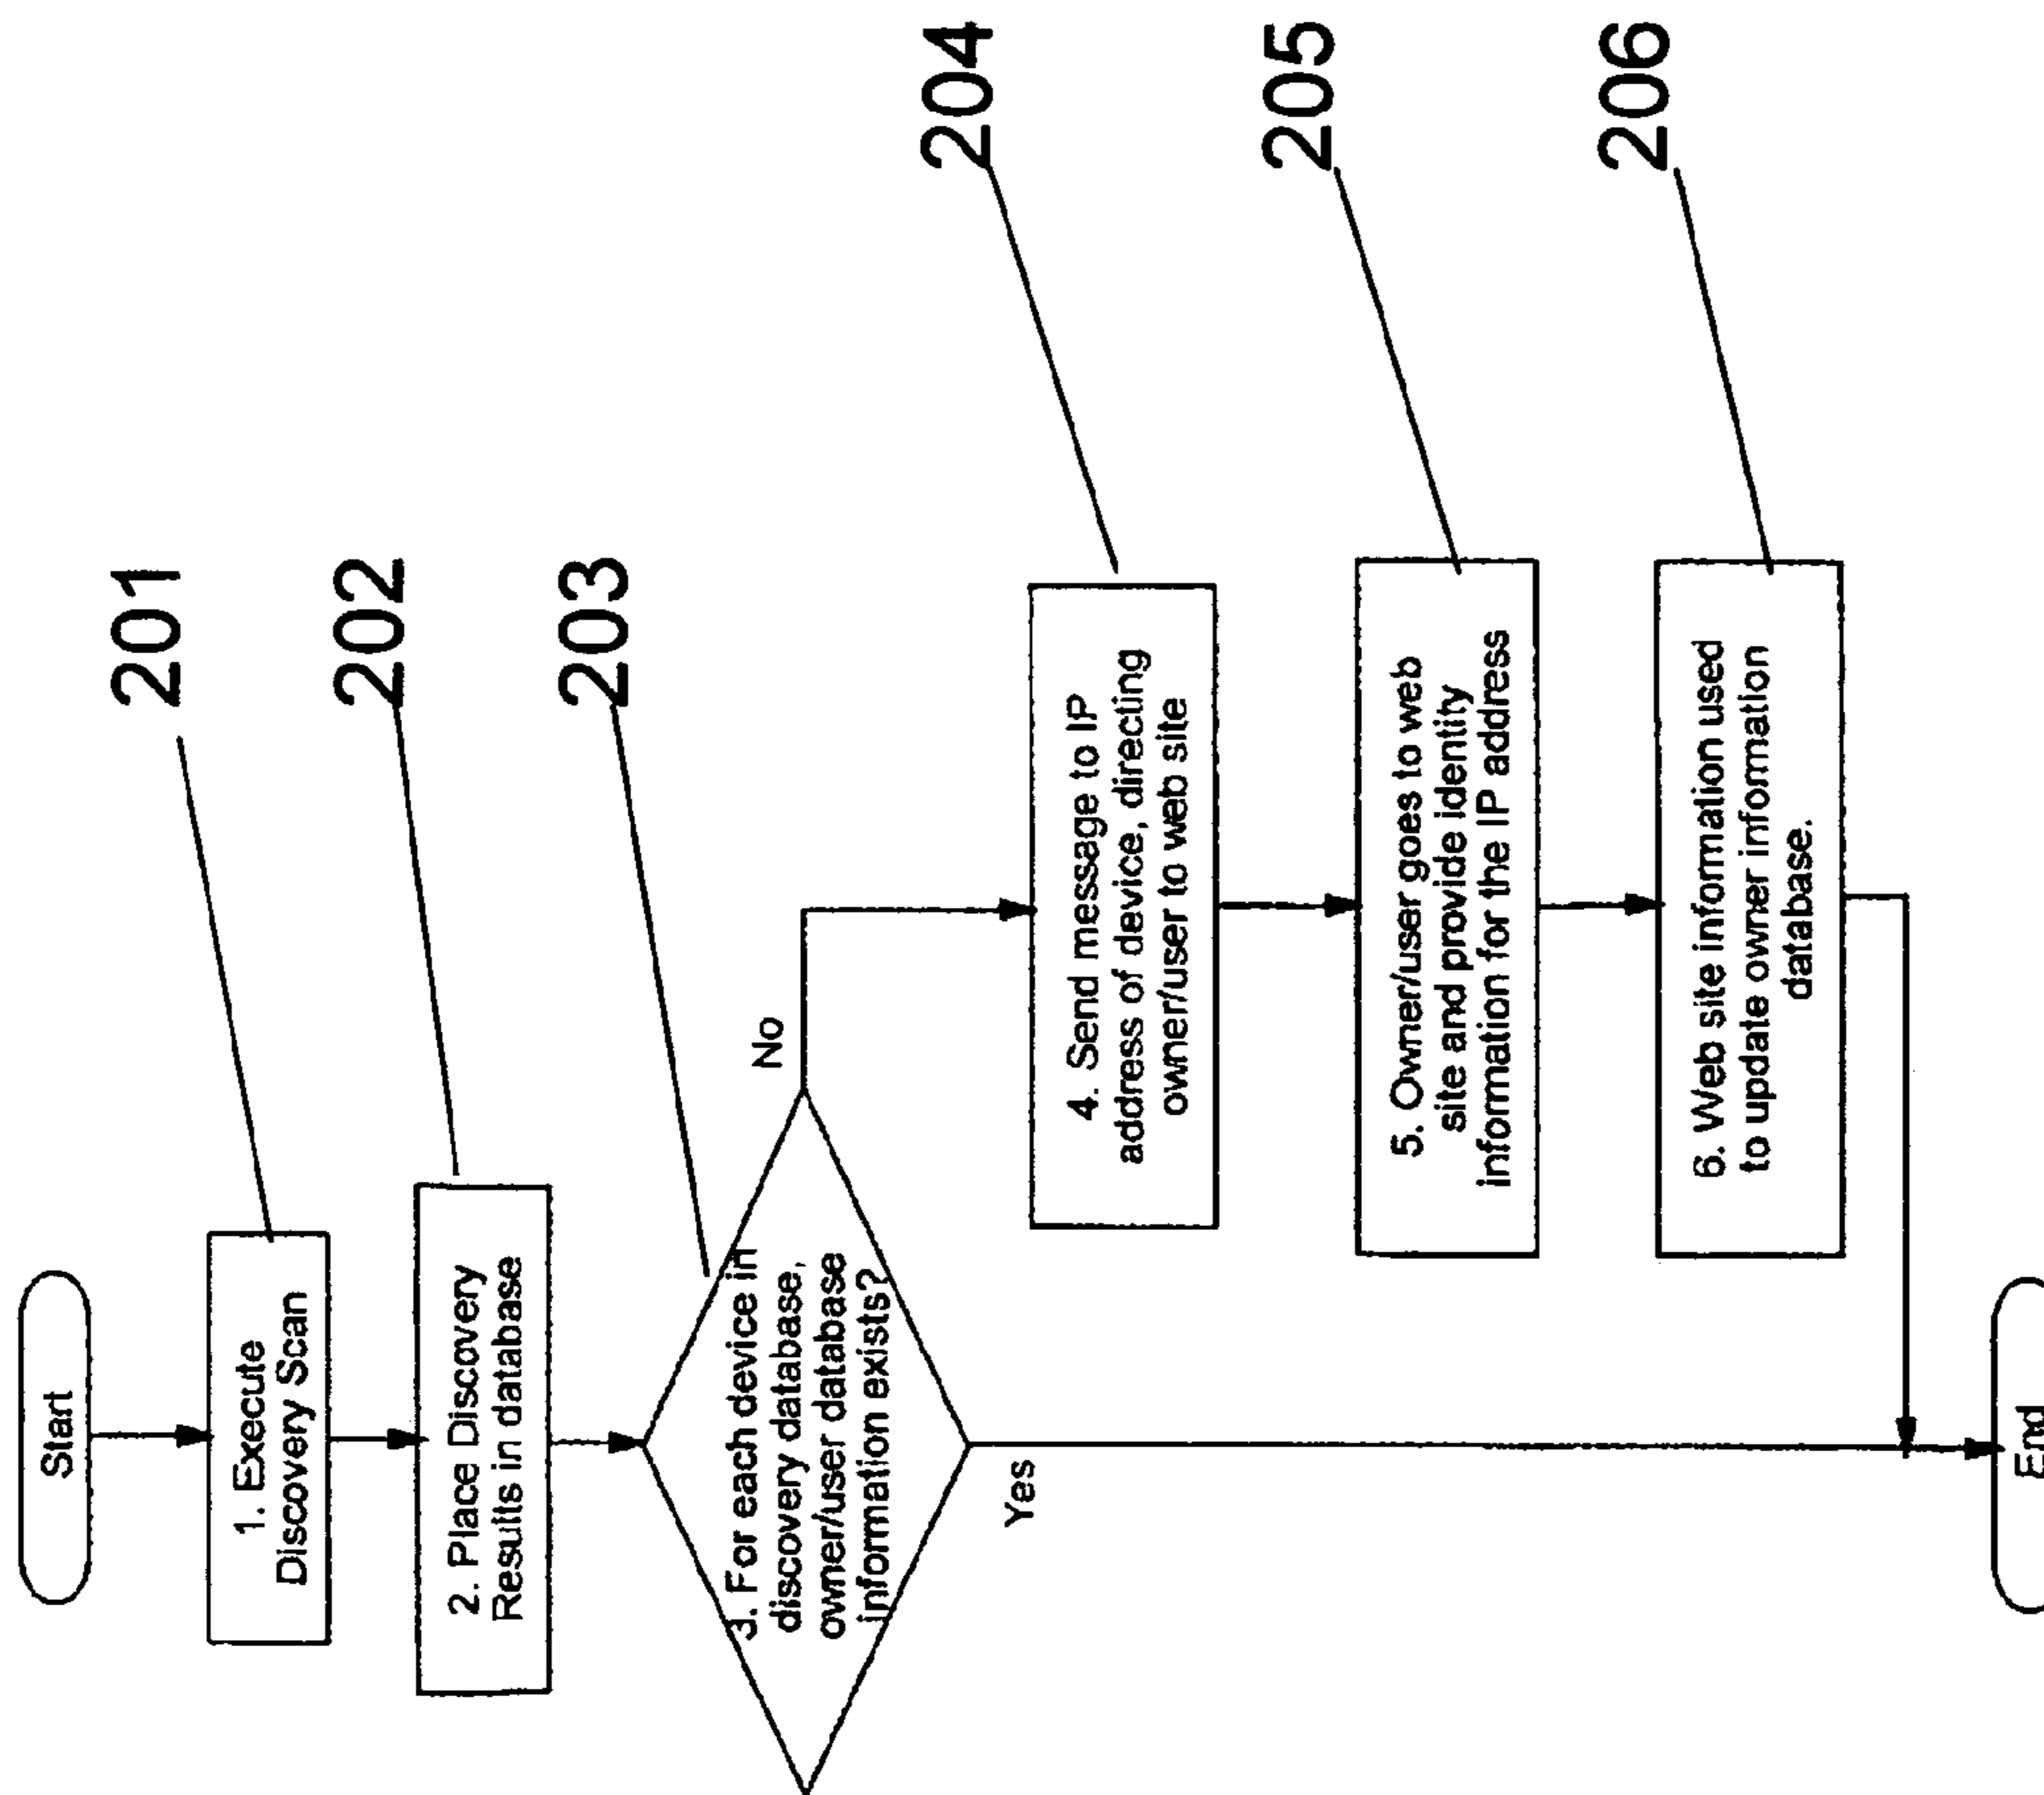 Start
201
1. Execute
Discovery Scan
202
2. Place Discovery
Results in database
203
3. For each device in
discovery database,
owner/user database
information exists?
No
Yes
204
4. Send message to IP
address of device, directing
owner/user to web site
205
5. Owner/user goes to web
site and provide identity
information for the IP address
206
6. Web site information used
to update owner infomation
database.
End